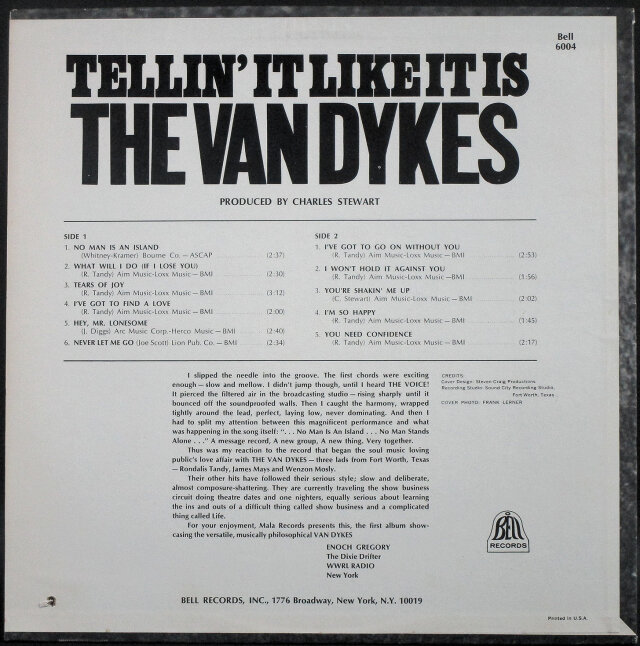 Bell
6004
TELLIN' IT LIKE IT IS
THE VAN DYKES
PRODUCED BY CHARLES STEWART
SIDE 1
1. NO MAN IS AN ISLAND
(Whitney-Kramer) Bourne Co. — ASCAP (2:37)
2. WHAT WILL I DO (IF I LOSE YOU)
(R. Tandy) Aim Music-Loxx Music — BMI (2:30)
3. TEARS OF JOY
(R. Tandy) Aim Music-Loxx Music — BMI (3:12)
4. I'VE GOT TO FIND A LOVE
(R. Tandy) Aim Music-Loxx Music — BMI (2:00)
5. HEY, MR. LONESOME
(J. Diggs) Arc Music Corp.-Herco Music — BMI (2:40)
6. NEVER LET ME GO (Joe Scott) Lion Pub. Co. — BMI (2:34)
SIDE 2
1. I'VE GOT TO GO ON WITHOUT YOU
(R. Tandy) Aim Music-Loxx Music — BMI (2:53)
2. I WON'T HOLD IT AGAINST YOU
(R. Tandy) Aim Music-Loxx Music —BMI (1:56)
3. YOU'RE SHAKIN' ME UP
(C. Stewart) Aim Music-Loxx Music — BMI (2:02)
4. I'M SO HAPPY
(R. Tandy) Aim Music-Loxx Music — BMI (1:45)
5. YOU NEED CONFIDENCE
(R. Tandy) Aim Music-Loxx Music — BMI (2:17)
I slipped the needle into the groove. The first chords were exciting
enough — slow and mellow. I didn't jump though, until I heard THE VOICE!
It pierced the filtered air in the broadcasting studio — rising sharply until it
bounced off the soundproofed walls. Then I caught the harmony, wrapped
tightly around the lead, perfect, laying low, never dominating. And then I
had to split my attention between this magnificent performance and what
was happening in the song itself: "... No Man Is An Island ... No Man Stands
Alone ..." A message record, A new group, A new thing. Very together.
Thus was my reaction to the record that began the soul music loving
public's love affair with THE VAN DYKES — three lads from Fort Worth, Texas
— Rondalis Tandy, James Mays and Wenzon Mosly.
Their other hits have followed their serious style; slow and deliberate,
almost composure-shattering. They are currently traveling the show business
circuit doing theatre dates and one nighters, equally serious about learning
the ins and outs of a difficult thing called show business and a complicated
thing called Life.
For your enjoyment, Mala Records presents this, the first album show-
casing the versatile, musically philosophical VAN DYKES
ENOCH GREGORY
The Dixie Drifter
WWRL RADIO
New York
CREDITS:
Cover Design: Steven Craig Productions
Recording Studio: Sound City Recording Studio,
Fort Worth, Texas
COVER PHOTO: FRANK LERNER
BELL
RECORDS
BELL RECORDS, INC., 1776 Broadway, New York, N.Y. 10019
Printed in U.S.A.